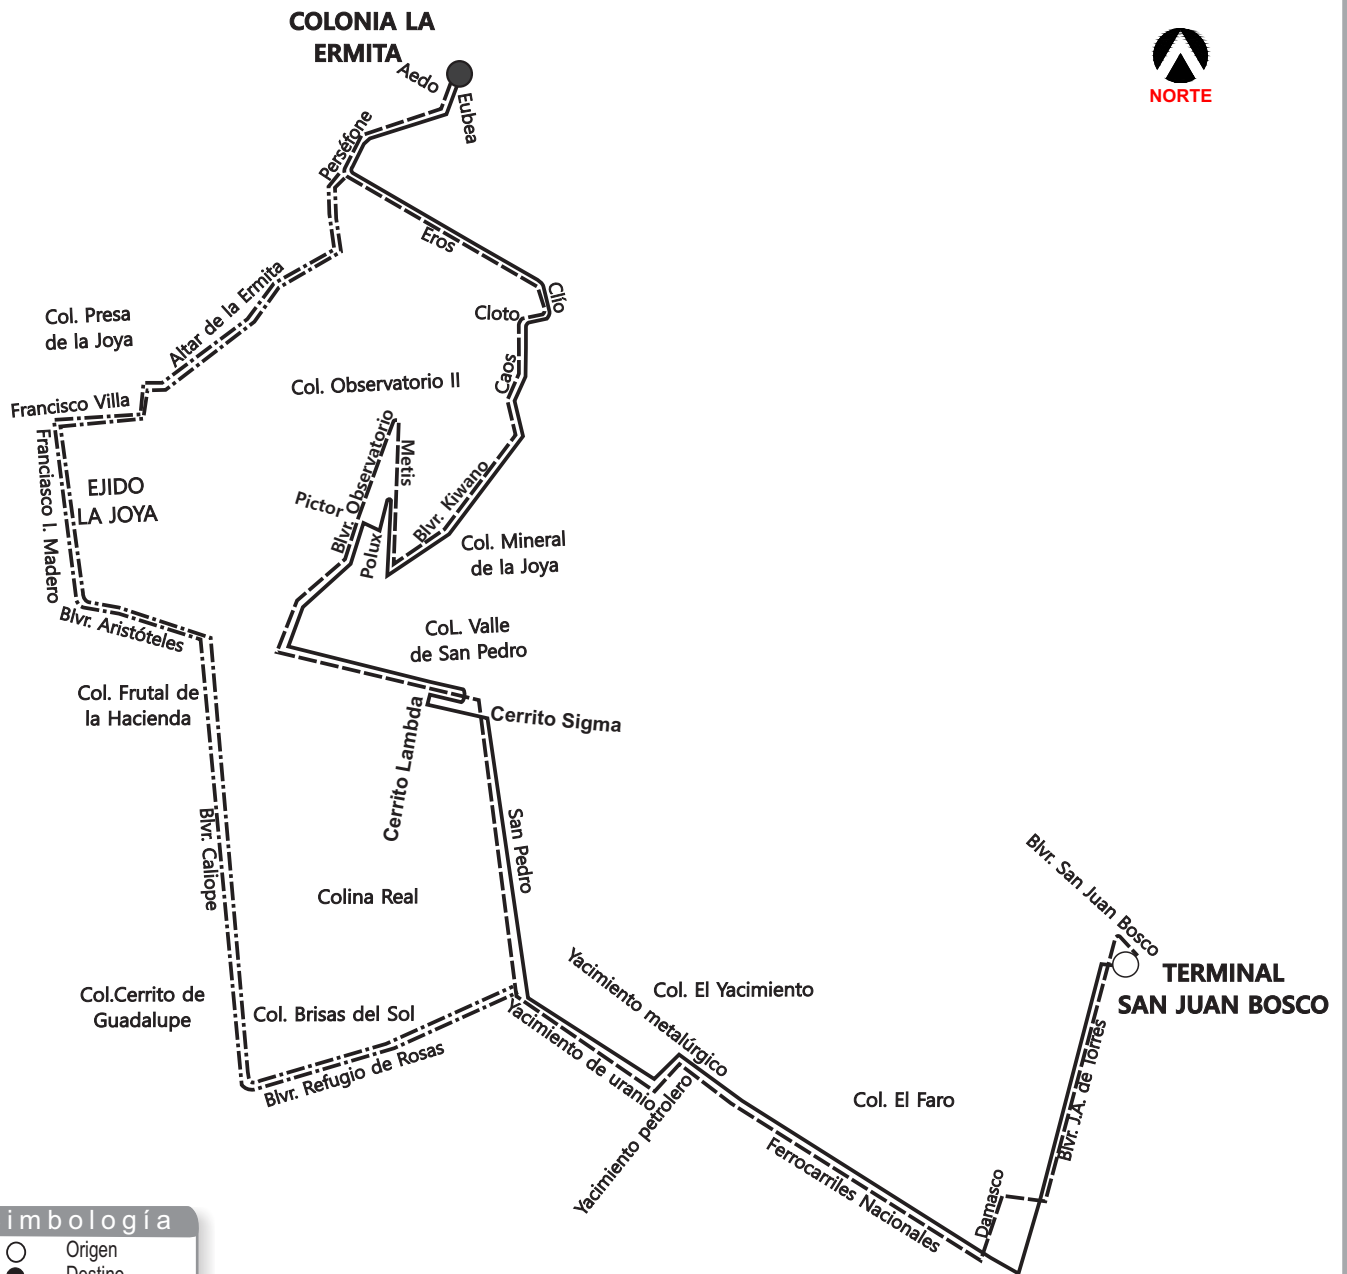 COLONIA LA
ERMITA
NORTE
Aedo
Eubea
Perséfone
Eros
Clío
Cloto
Altar de la Ermita
Col. Presa
de la Joya
Caos
Col. Observatorio II
Francisco Villa
Franciasco I. Madero
Blvr. Observatorio
Metis
EJIDO
LA JOYA
Pictor
Blvr. Kiwano
Polux
Col. Mineral
de la Joya
Blvr. Aristóteles
CoL. Valle
de San Pedro
Col. Frutal de
la Hacienda
Cerrito Lambda
Cerrito Sigma
Blvr. Caliope
San Pedro
Colina Real
Blvr. San Juan Bosco
TERMINAL
SAN JUAN BOSCO
Yacimiento metalúrgico
Col. El Yacimiento
Col.Cerrito de
Guadalupe
Col. Brisas del Sol
Yacimiento de uranio
Blvr. Refugio de Rosas
Blvr. J.A. de Torres
Col. El Faro
Yacimiento petrolero
Ferrocarriles Nacionales
Damasco
imbología
Origen
Destino